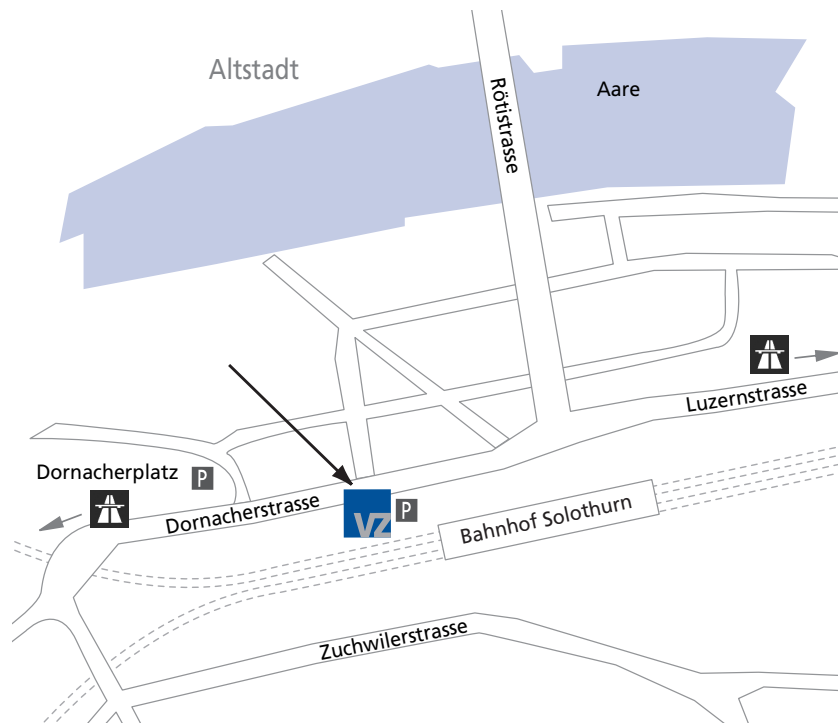 Altstadt
Aare
Rötistrasse
Luzernstrasse
Dornacherplatz
P
Dornacherstrasse
VZ
P
Bahnhof Solothurn
Zuchwilerstrasse